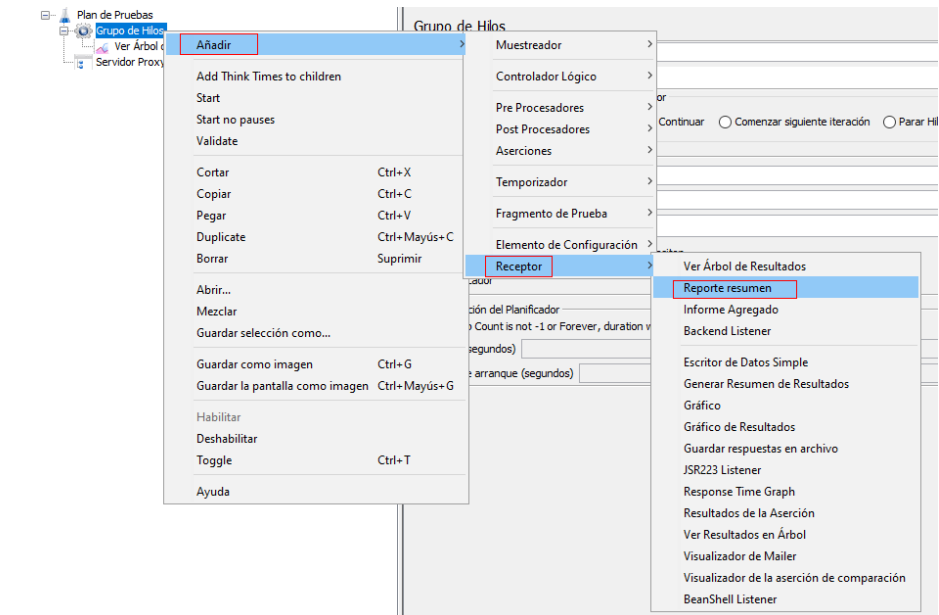 Plan de Pruebas
Grupo de Hilos
Ver Árbol
Servidor Proxy
Añadir
Add Think Times to children
Start
Start no pauses
Validate
Cortar Ctrl+X
Copiar Ctrl+C
Pegar Ctrl+V
Duplicate Ctrl+Mayús+C
Borrar Suprimir
Abrir...
Mezclar
Guardar selección como...
Guardar como imagen Ctrl+G
Guardar la pantalla como imagen Ctrl+Mayús+G
Habilitar
Deshabilitar
Toggle Ctrl+T
Ayuda
Grupo de Hilos
Muestreador
Controlador Lógico
Pre Procesadores
Post Procesadores
Aserciones
Temporizador
Fragmento de Prueba
Elemento de Configuración
Receptor
or
Continuar Comenzar siguiente iteración Parar Hil
ción del Planificador
Count is not -1 or Forever, duration w
segundos)
e arranque (segundos)
Ver Árbol de Resultados
Reporte resumen
Informe Agregado
Backend Listener
Escritor de Datos Simple
Generar Resumen de Resultados
Gráfico
Gráfico de Resultados
Guardar respuestas en archivo
JSR223 Listener
Response Time Graph
Resultados de la Aserción
Ver Resultados en Árbol
Visualizador de Mailer
Visualizador de la aserción de comparación
BeanShell Listener